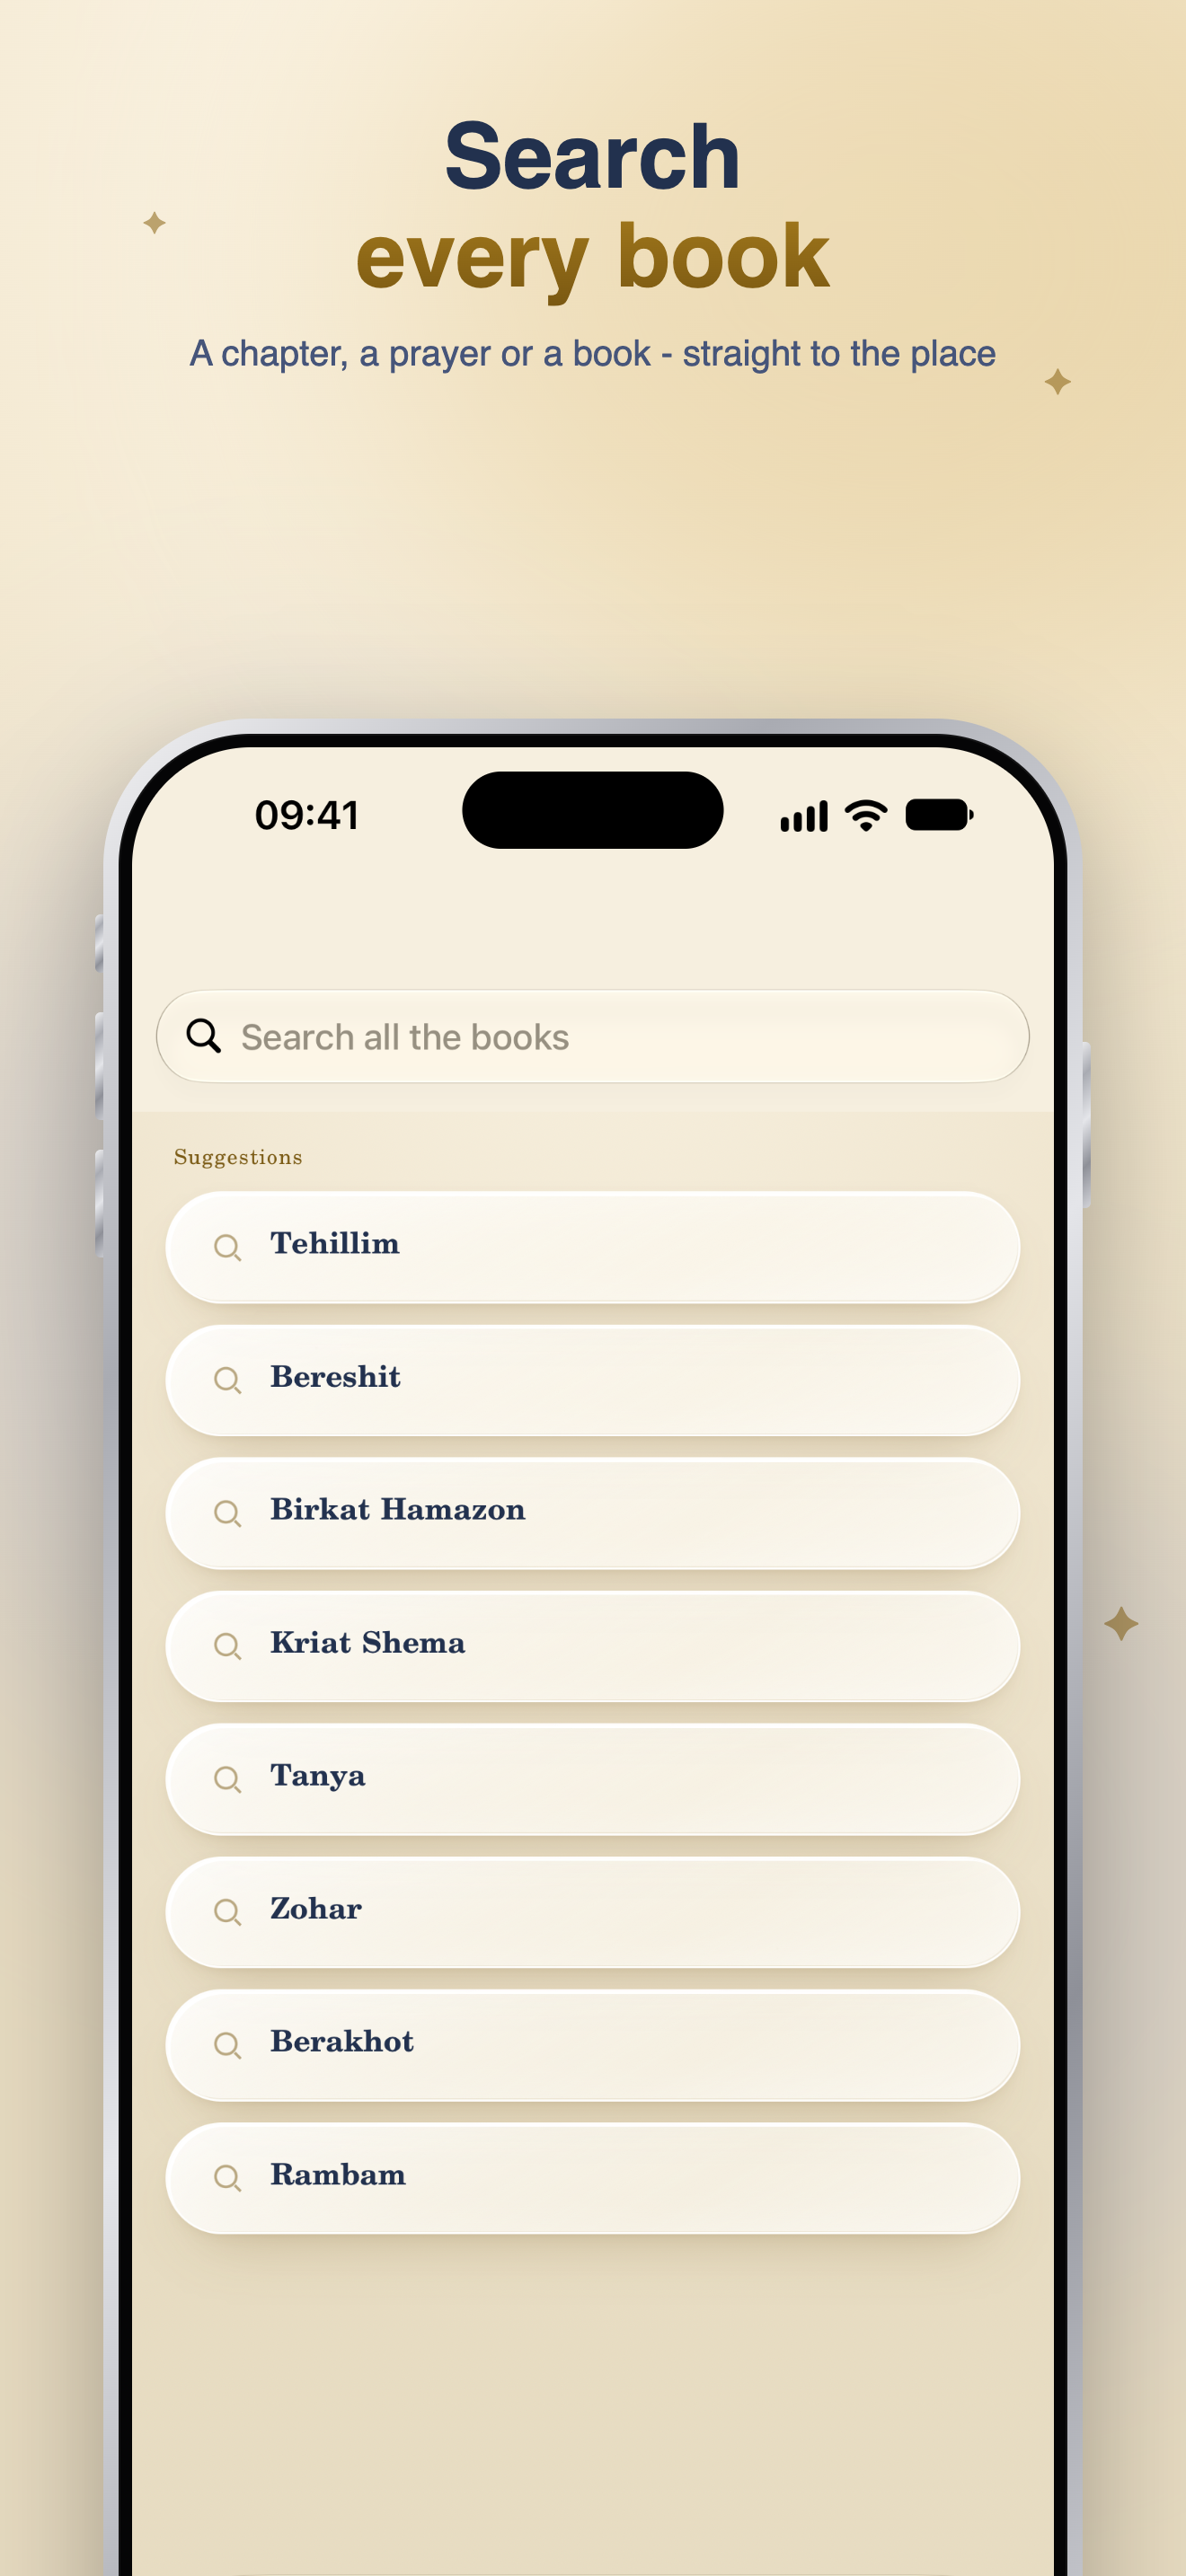 Search
every book
A chapter, a prayer or a book - straight to the place
09:41
Search all the books
Suggestions
Tehillim
Bereshit
Birkat Hamazon
Kriat Shema
Tanya
Zohar
Berakhot
Rambam